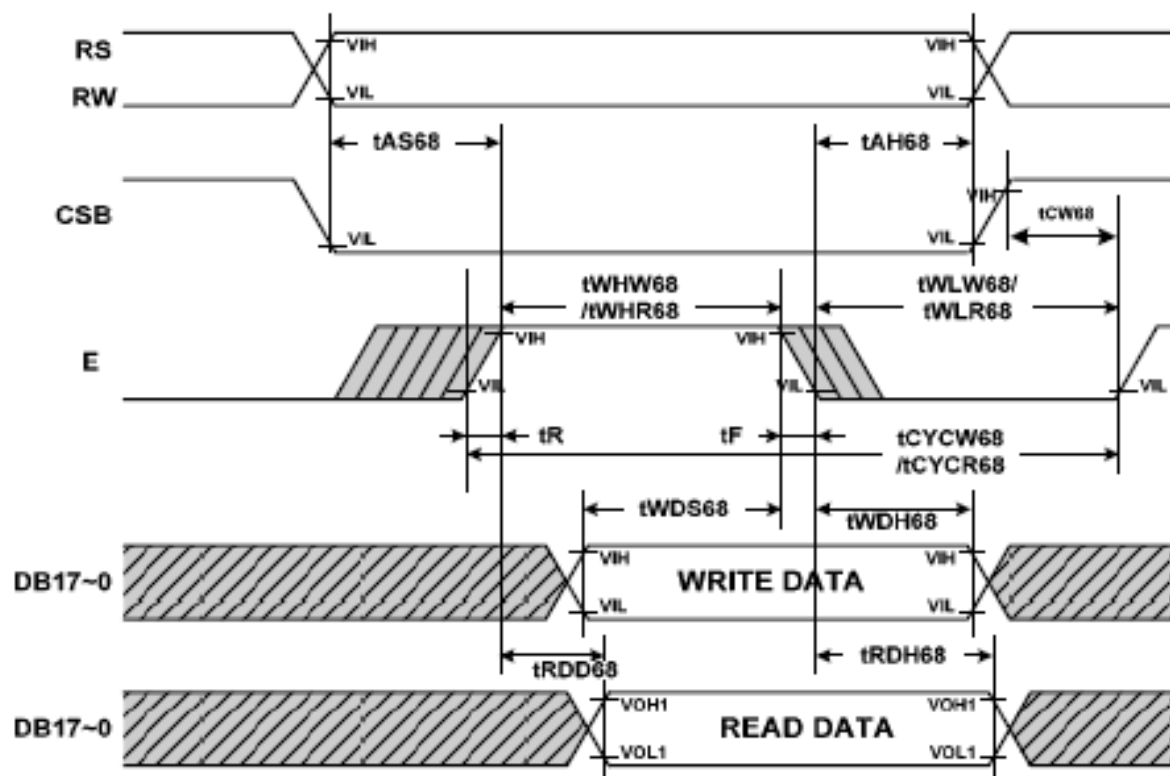 RS
VIH
VIH
RW
VIL
VIL
tAS68
tAH68
CSB
VIH
tCW68
VIL
VIL
tWHW68
/tWHR68
tWLW68/
tWLR68
E
VIH
VIH
VIL
VIL
VIL
tR
tF
tCYCW68
/tCYCR68
tWDS68
tWDH68
DB17~0
VIH
WRITE DATA
VIH
VIL
VIL
tRDD68
tRDH68
DB17~0
VOH1
READ DATA
VOH1
VOL1
VOL1